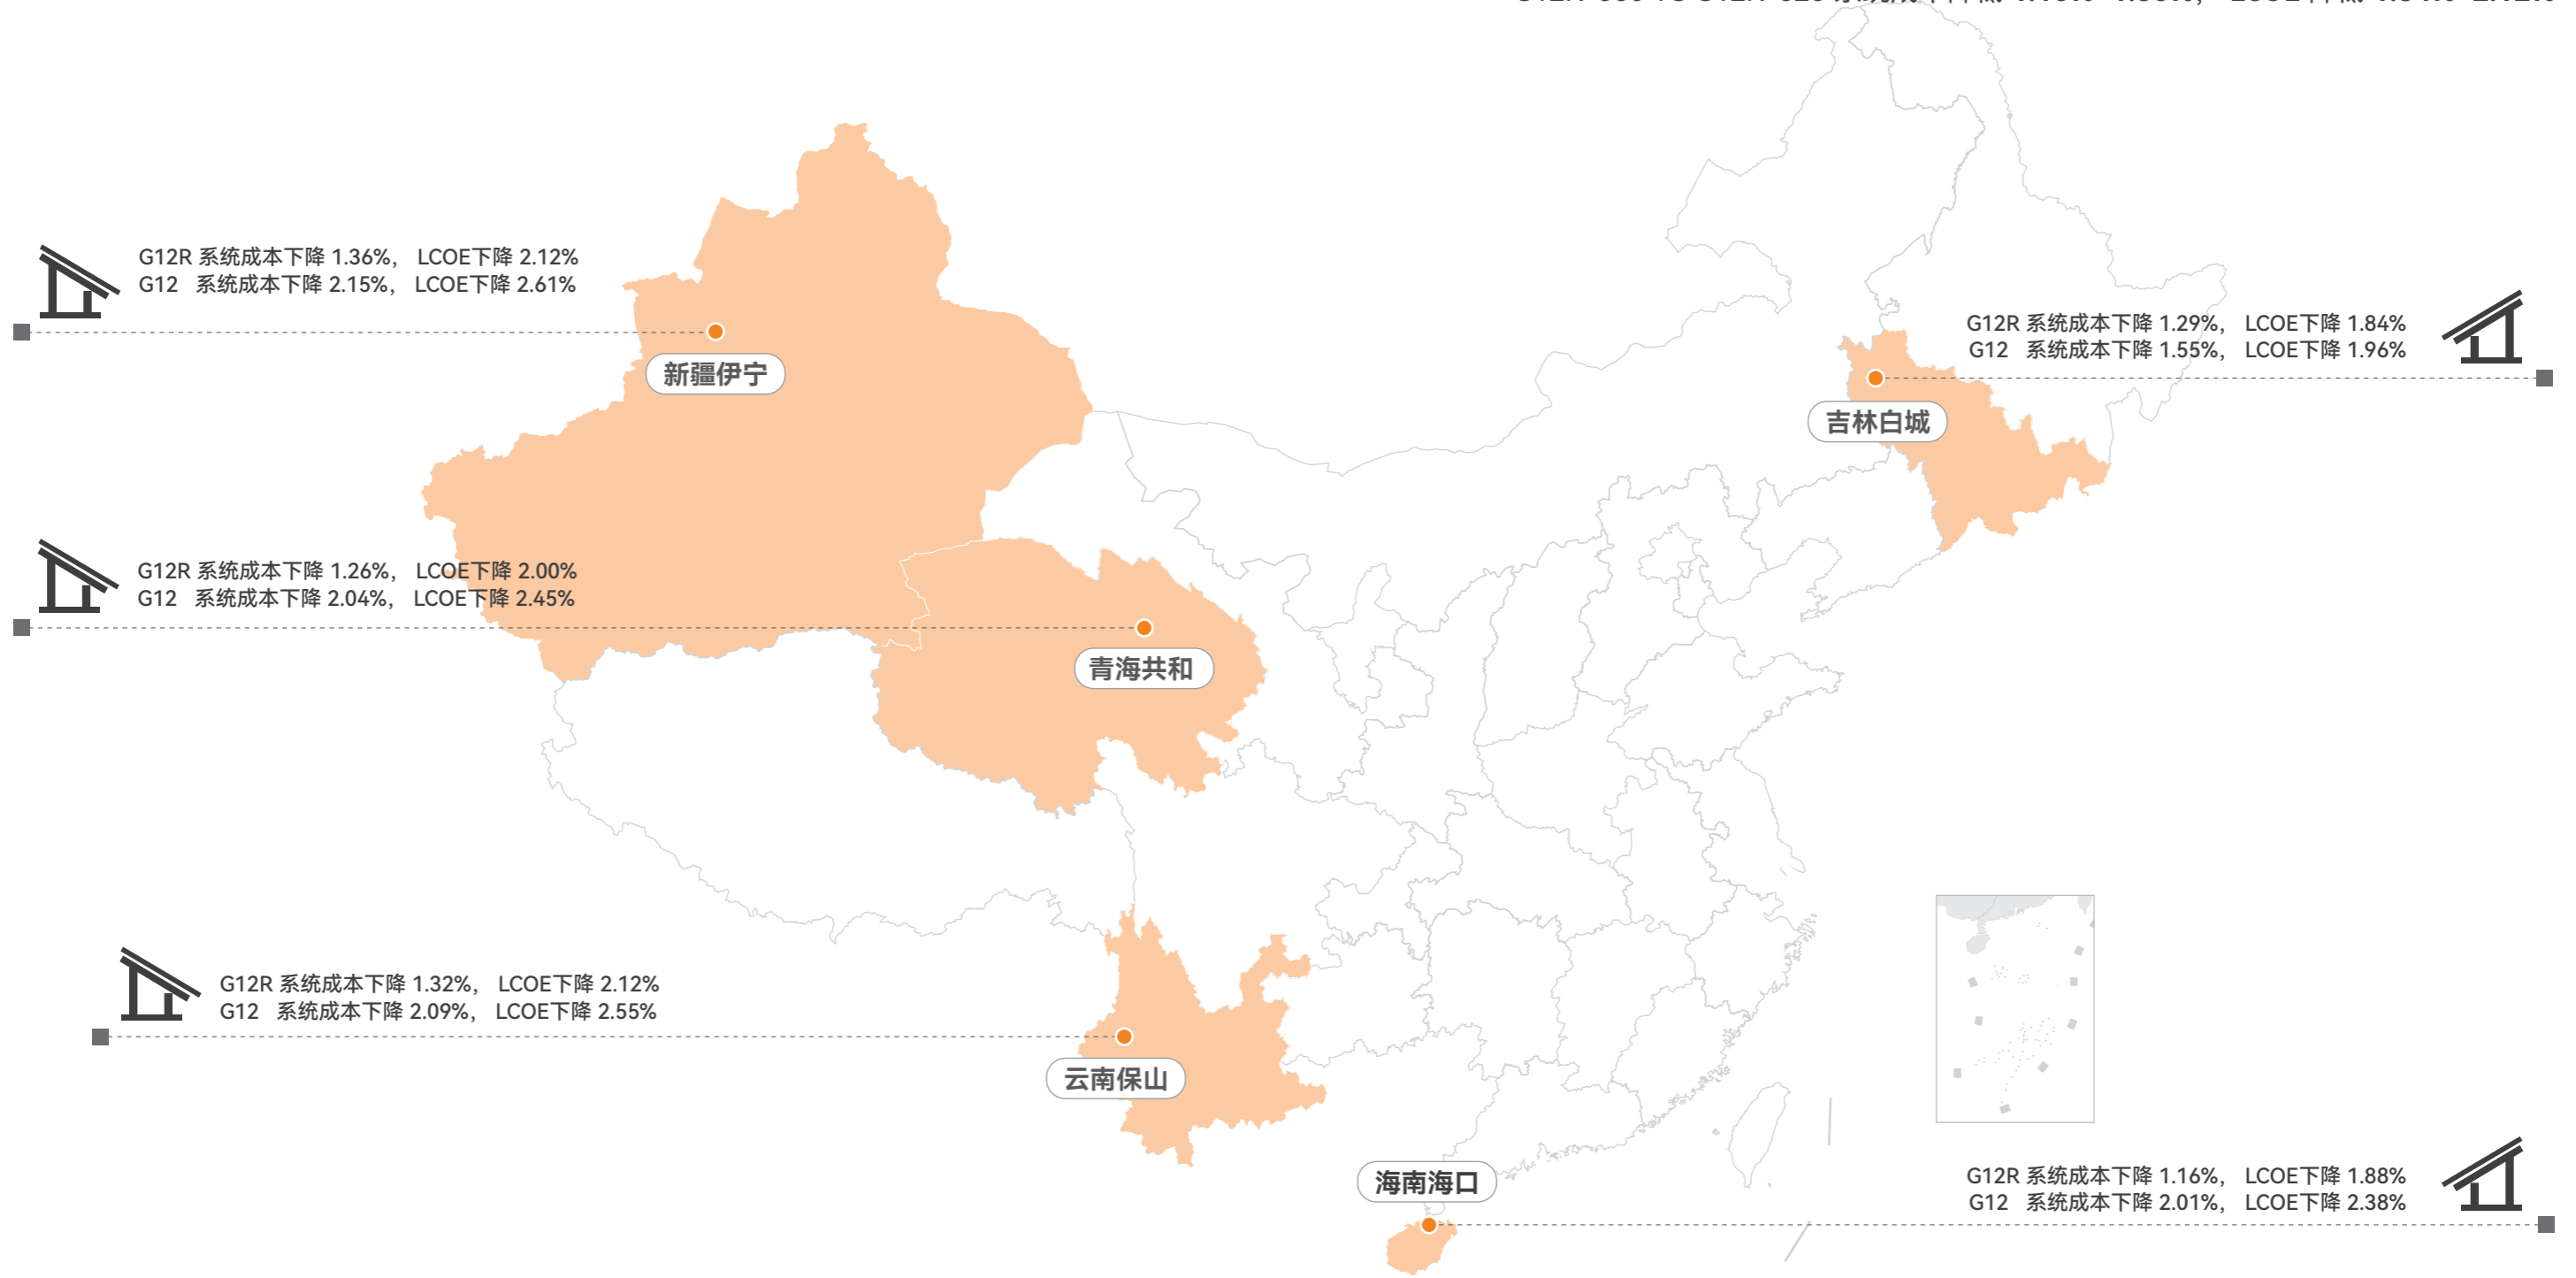 G12R 系统成本下降 1.36%, LCOE下降 2.12%
G12 系统成本下降 2.15%, LCOE下降 2.61%
新疆伊宁
G12R 系统成本下降 1.29%, LCOE下降 1.84%
G12 系统成本下降 1.55%, LCOE下降 1.96%
吉林白城
G12R 系统成本下降 1.26%, LCOE下降 2.00%
G12 系统成本下降 2.04%, LCOE下降 2.45%
青海共和
G12R 系统成本下降 1.32%, LCOE下降 2.12%
G12 系统成本下降 2.09%, LCOE下降 2.55%
云南保山
海南海口
G12R 系统成本下降 1.16%, LCOE下降 1.88%
G12 系统成本下降 2.01%, LCOE下降 2.38%